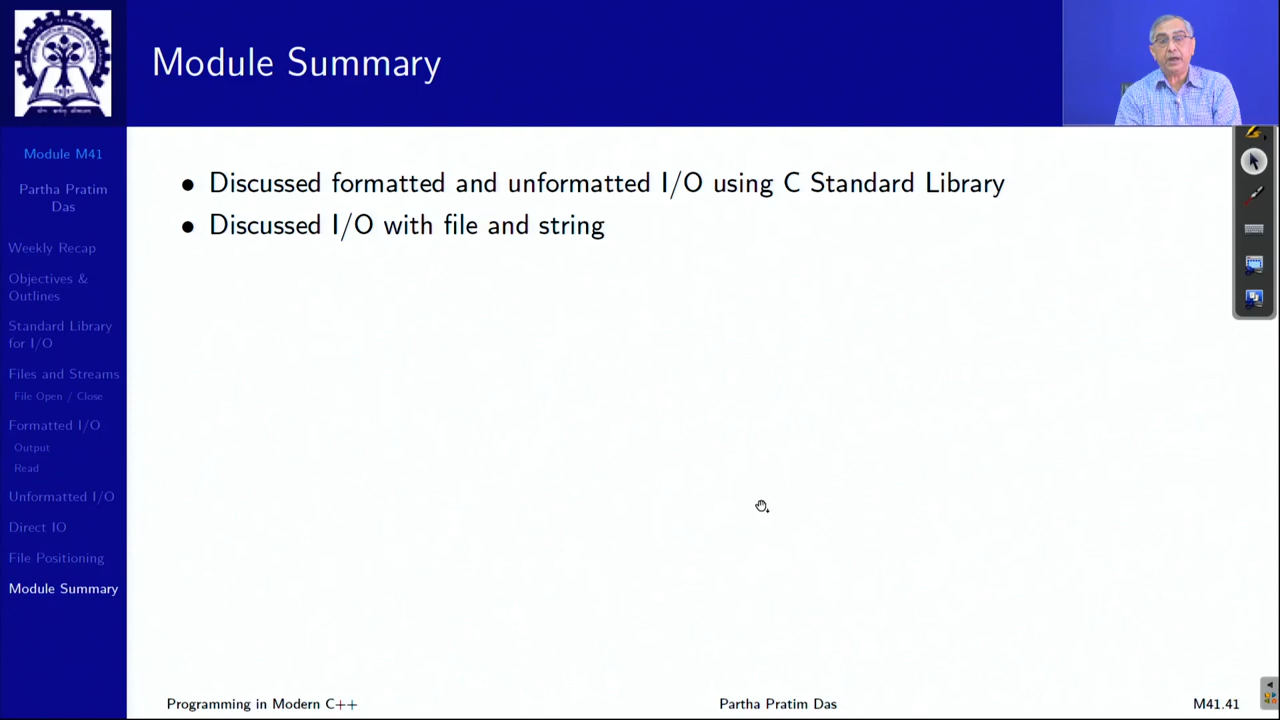 Module Summary
Module M41
Partha Pratim
Das
Weekly Recap
Objectives &
Outlines
Standard Library
for I/O
Files and Streams
File Open / Close
Formatted I/O
Output
Read
Unformatted I/O
Direct IO
File Positioning
Module Summary
• Discussed formatted and unformatted I/O using C Standard Library
• Discussed I/O with file and string
Programming in Modern C++
Partha Pratim Das
M41.41